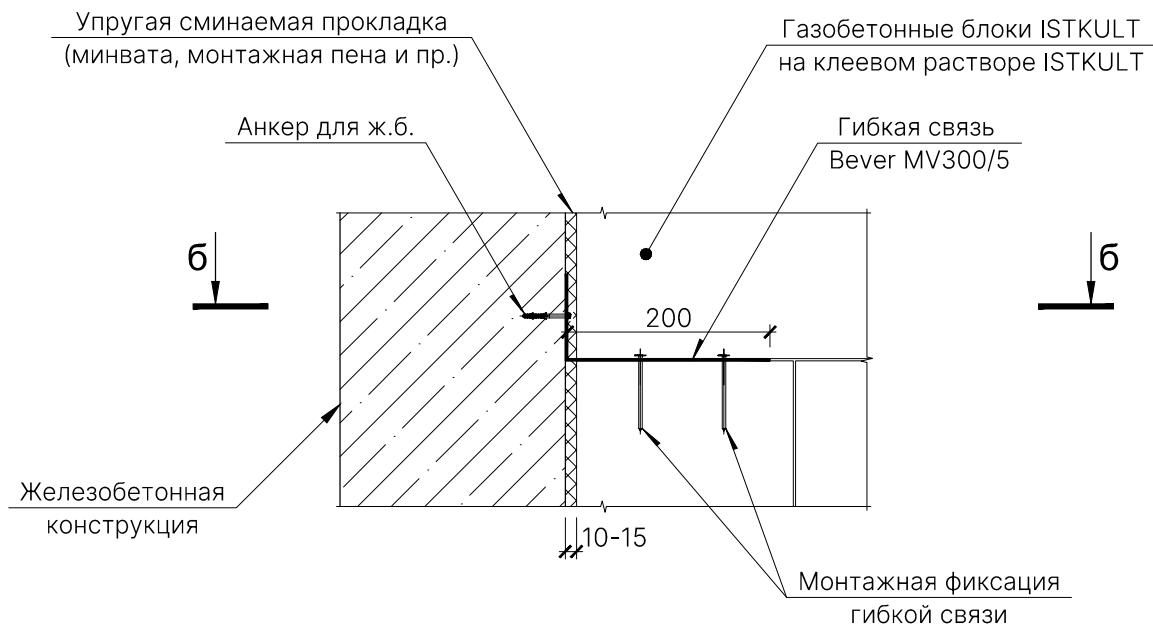 Упругая сминаемая прокладка
(минвата, монтажная пена и пр.)
Газобетонные блоки ISTKULT
на клеевом растворе ISTKULT
Анкер для ж.б.
Гибкая связь
Bever MV300/5
б
б
200
Железобетонная
конструкция
10-15
Монтажная фиксация
гибкой связи